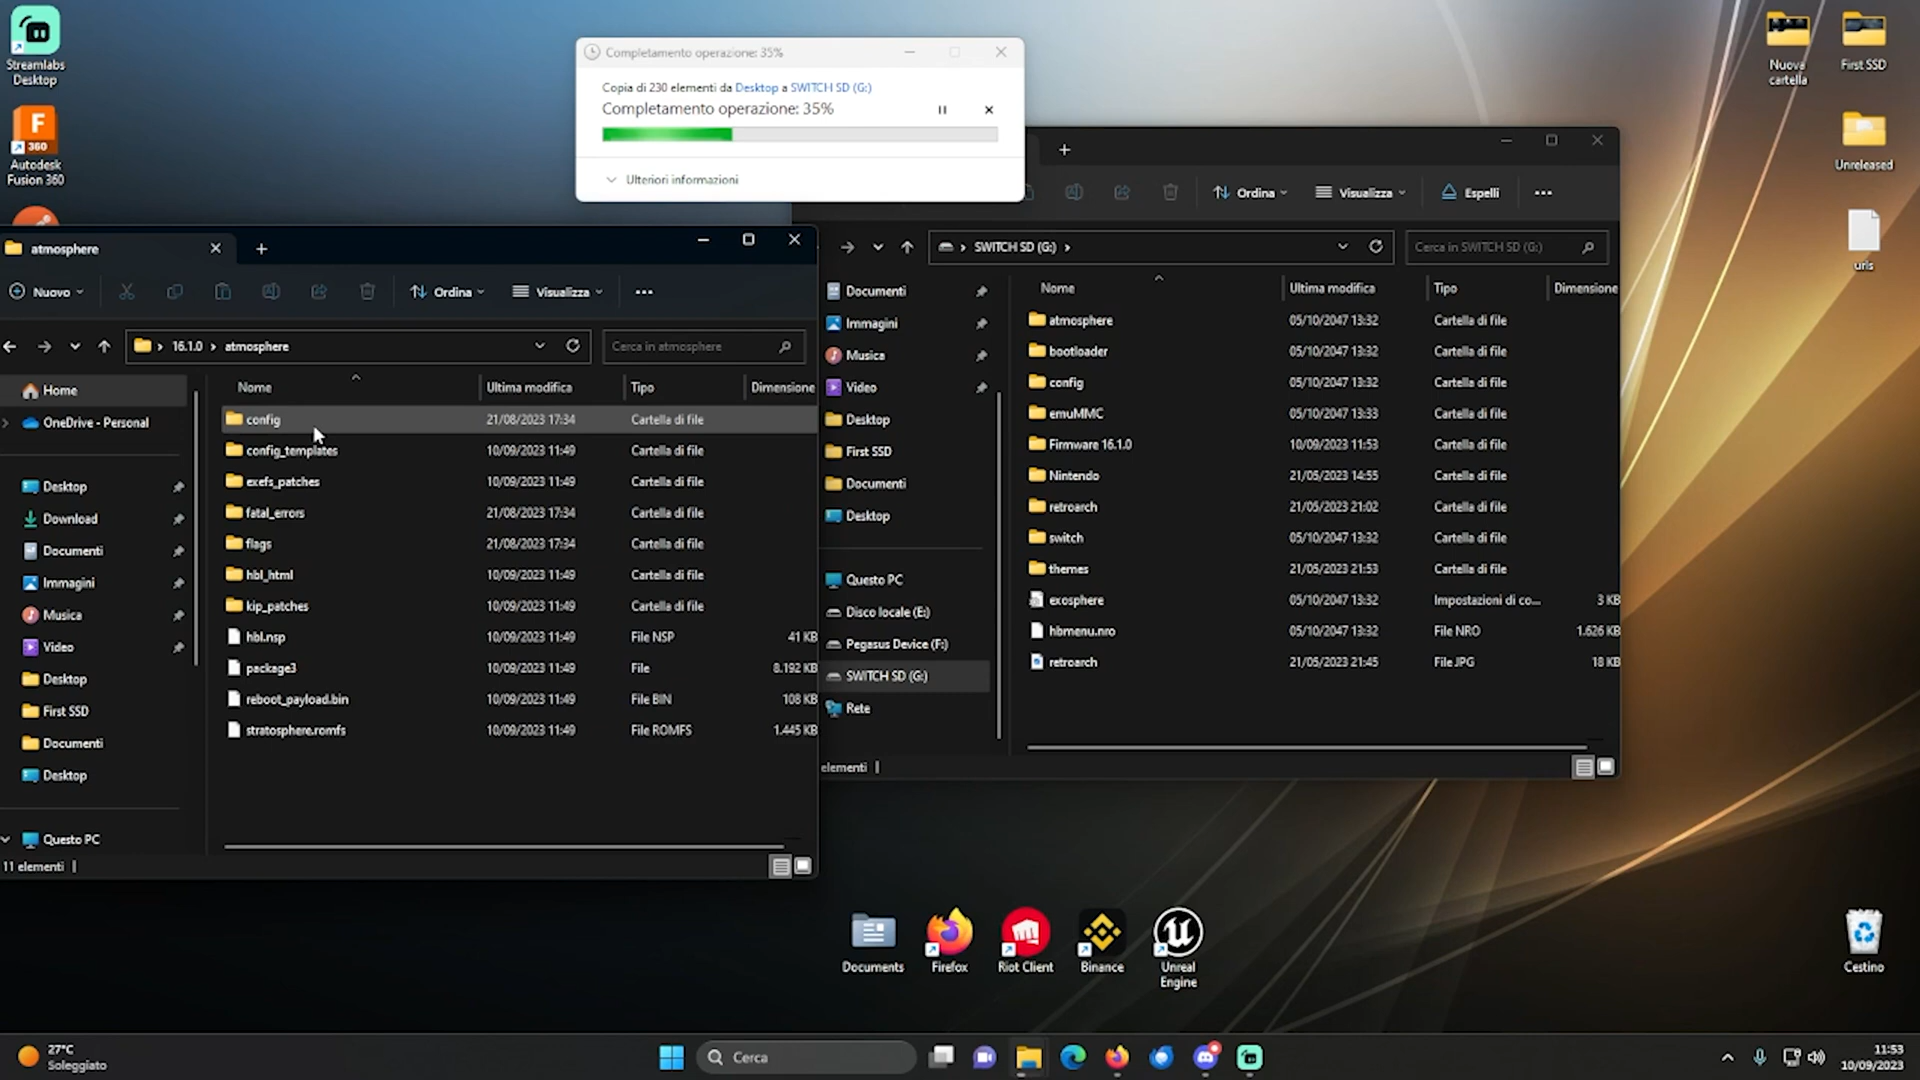 Streamlabs
Desktop
F
360
Autodesk
Fusion 360
Completamento operazione: 35%
Copia di 230 elementi da Desktop a SWITCH SD (G:)
Completamento operazione: 35%
Ulteriori informazioni
Nuova
cartella
First SSD
Unreleased
uris
atmosphere
Nuovo
Ordina
Visualizza
16.1.0
atmosphere
Cerca in atmosphere
Home
OneDrive - Personal
Desktop
Download
Documenti
Immagini
Musica
Video
Desktop
First SSD
Documenti
Desktop
Questo PC
Nome Ultima modifica Tipo Dimensione
config 21/08/2023 17:34 Cartella di file
config_templates 10/09/2023 11:49 Cartella di file
exefs_patches 10/09/2023 11:49 Cartella di file
fatal_errors 21/08/2023 17:34 Cartella di file
flags 21/08/2023 17:34 Cartella di file
hbl_html 10/09/2023 11:49 Cartella di file
kip_patches 10/09/2023 11:49 Cartella di file
hbl.nsp 10/09/2023 11:49 File NSP 41 KB
package3 10/09/2023 11:49 File 8.192 KB
reboot_payload.bin 10/09/2023 11:49 File BIN 108 KB
stratosphere.romfs 10/09/2023 11:49 File ROMFS 1.445 KB
11 elementi
Ordina
Visualizza
Espelli
SWITCH SD (G:)
Cerca in SWITCH SD (G:)
Documenti
Immagini
Musica
Video
Desktop
First SSD
Documenti
Desktop
Questo PC
Disco locale (E:)
Pegasus Device (F:)
SWITCH SD (G:)
Rete
Nome Ultima modifica Tipo Dimensione
atmosphere 05/10/2047 13:32 Cartella di file
bootloader 05/10/2047 13:32 Cartella di file
config 05/10/2047 13:32 Cartella di file
emuMMC 05/10/2047 13:33 Cartella di file
Firmware 16.1.0 10/09/2023 11:53 Cartella di file
Nintendo 21/05/2023 14:55 Cartella di file
retroarch 21/05/2023 21:02 Cartella di file
switch 05/10/2047 13:32 Cartella di file
themes 21/05/2023 21:53 Cartella di file
exosphere 05/10/2047 13:32 Impostazioni di co... 3 KB
hbmenu.nro 05/10/2047 13:32 File NRO 1.626 KB
retroarch 21/05/2023 21:45 File JPG 18 KB
elementi
Documents
Firefox
Riot Client
Binance
Unreal
Engine
Cestino
27°C
Soleggiato
Cerca
11:53
10/09/2023